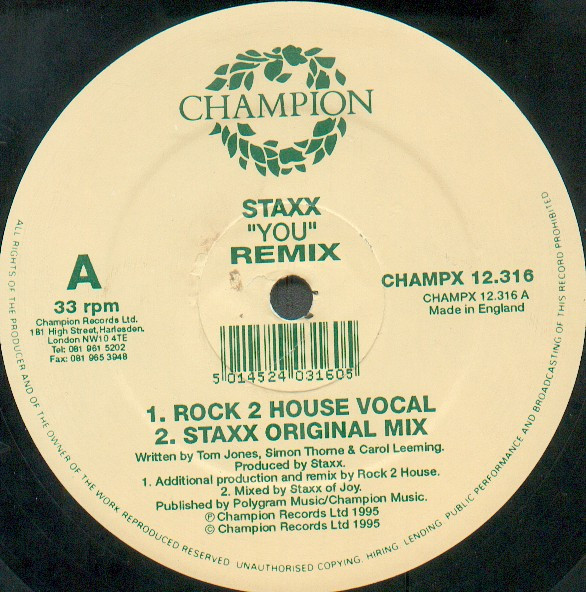 CHAMPION
STAXX
"YOU"
REMIX
A
33 rpm
Champion Records Ltd.
181 High Street, Harlesden.
London NW10 4TE
Tel: 081 961 5202
Fax: 081 965 3948
CHAMPX 12.316
CHAMPX 12.316 A
Made in England
5 014524 031605
1. ROCK 2 HOUSE VOCAL
2. STAXX ORIGINAL MIX
Written by Tom Jones, Simon Thorne & Carol Leeming.
Produced by Staxx.
1. Additional production and remix by Rock 2 House.
2. Mixed by Staxx of Joy.
Published by Polygram Music/Champion Music.
℗ Champion Records Ltd 1995
© Champion Records Ltd 1995
ALL RIGHTS OF THE PRODUCER AND OF THE OWNER OF THE WORK REPRODUCED RESERVED UNAUTHORISED COPYING, HIRING, LENDING, PUBLIC PERFORMANCE AND BROADCASTING OF THIS RECORD PROHIBITED